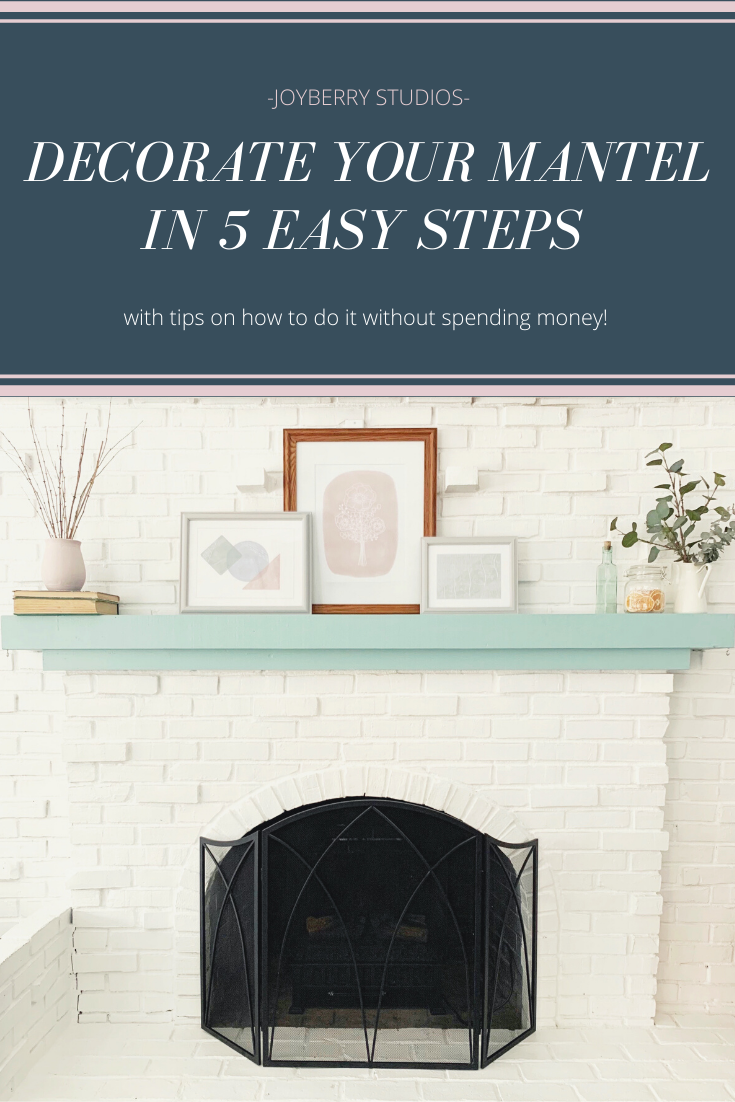 -JOYBERRY STUDIOS-
DECORATE YOUR MANTEL
IN 5 EASY STEPS
with tips on how to do it without spending money!